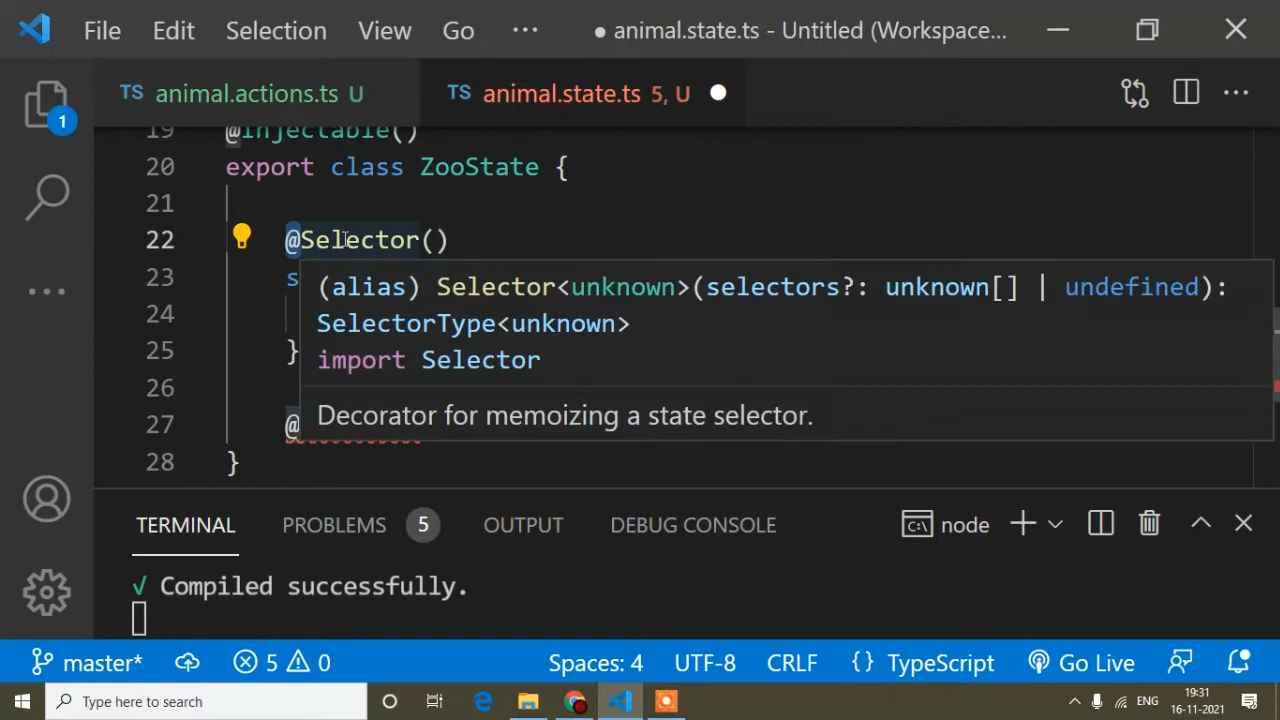 File Edit Selection View Go ··· ● animal.state.ts - Untitled (Workspace...
TS animal.actions.ts U TS animal.state.ts 5, U
1
19 @Injectable()
20 export class ZooState {
21
22 @Selector()
23 s
(alias) Selector<unknown>(selectors?: unknown[] | undefined):
24
SelectorType<unknown>
25 }
import Selector
26
Decorator for memoizing a state selector.
27 @
28 }
TERMINAL PROBLEMS 5 OUTPUT DEBUG CONSOLE node
√ Compiled successfully.
master* 5 0 Spaces: 4 UTF-8 CRLF {} TypeScript Go Live
Type here to search ENG 19:31
16-11-2021